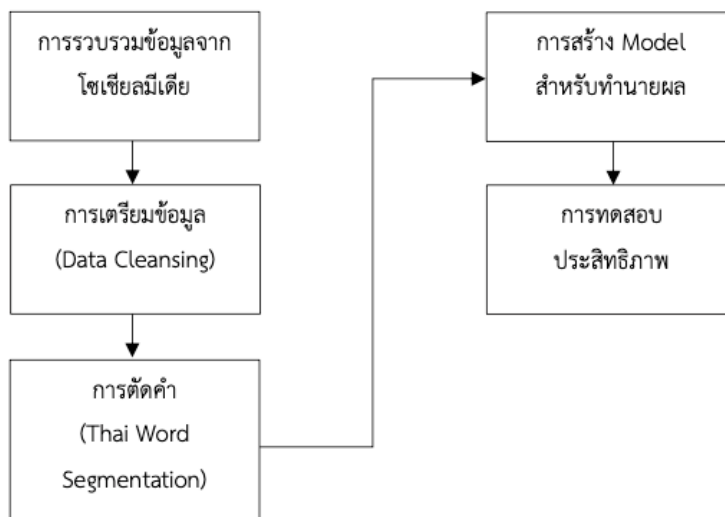 การรวบรวมข้อมูลจาก
โซเชียลมีเดีย
การเตรียมข้อมูล
(Data Cleansing)
การตัดคำ
(Thai Word
Segmentation)
การสร้าง Model
สำหรับทำนายผล
การทดสอบ
ประสิทธิภาพ